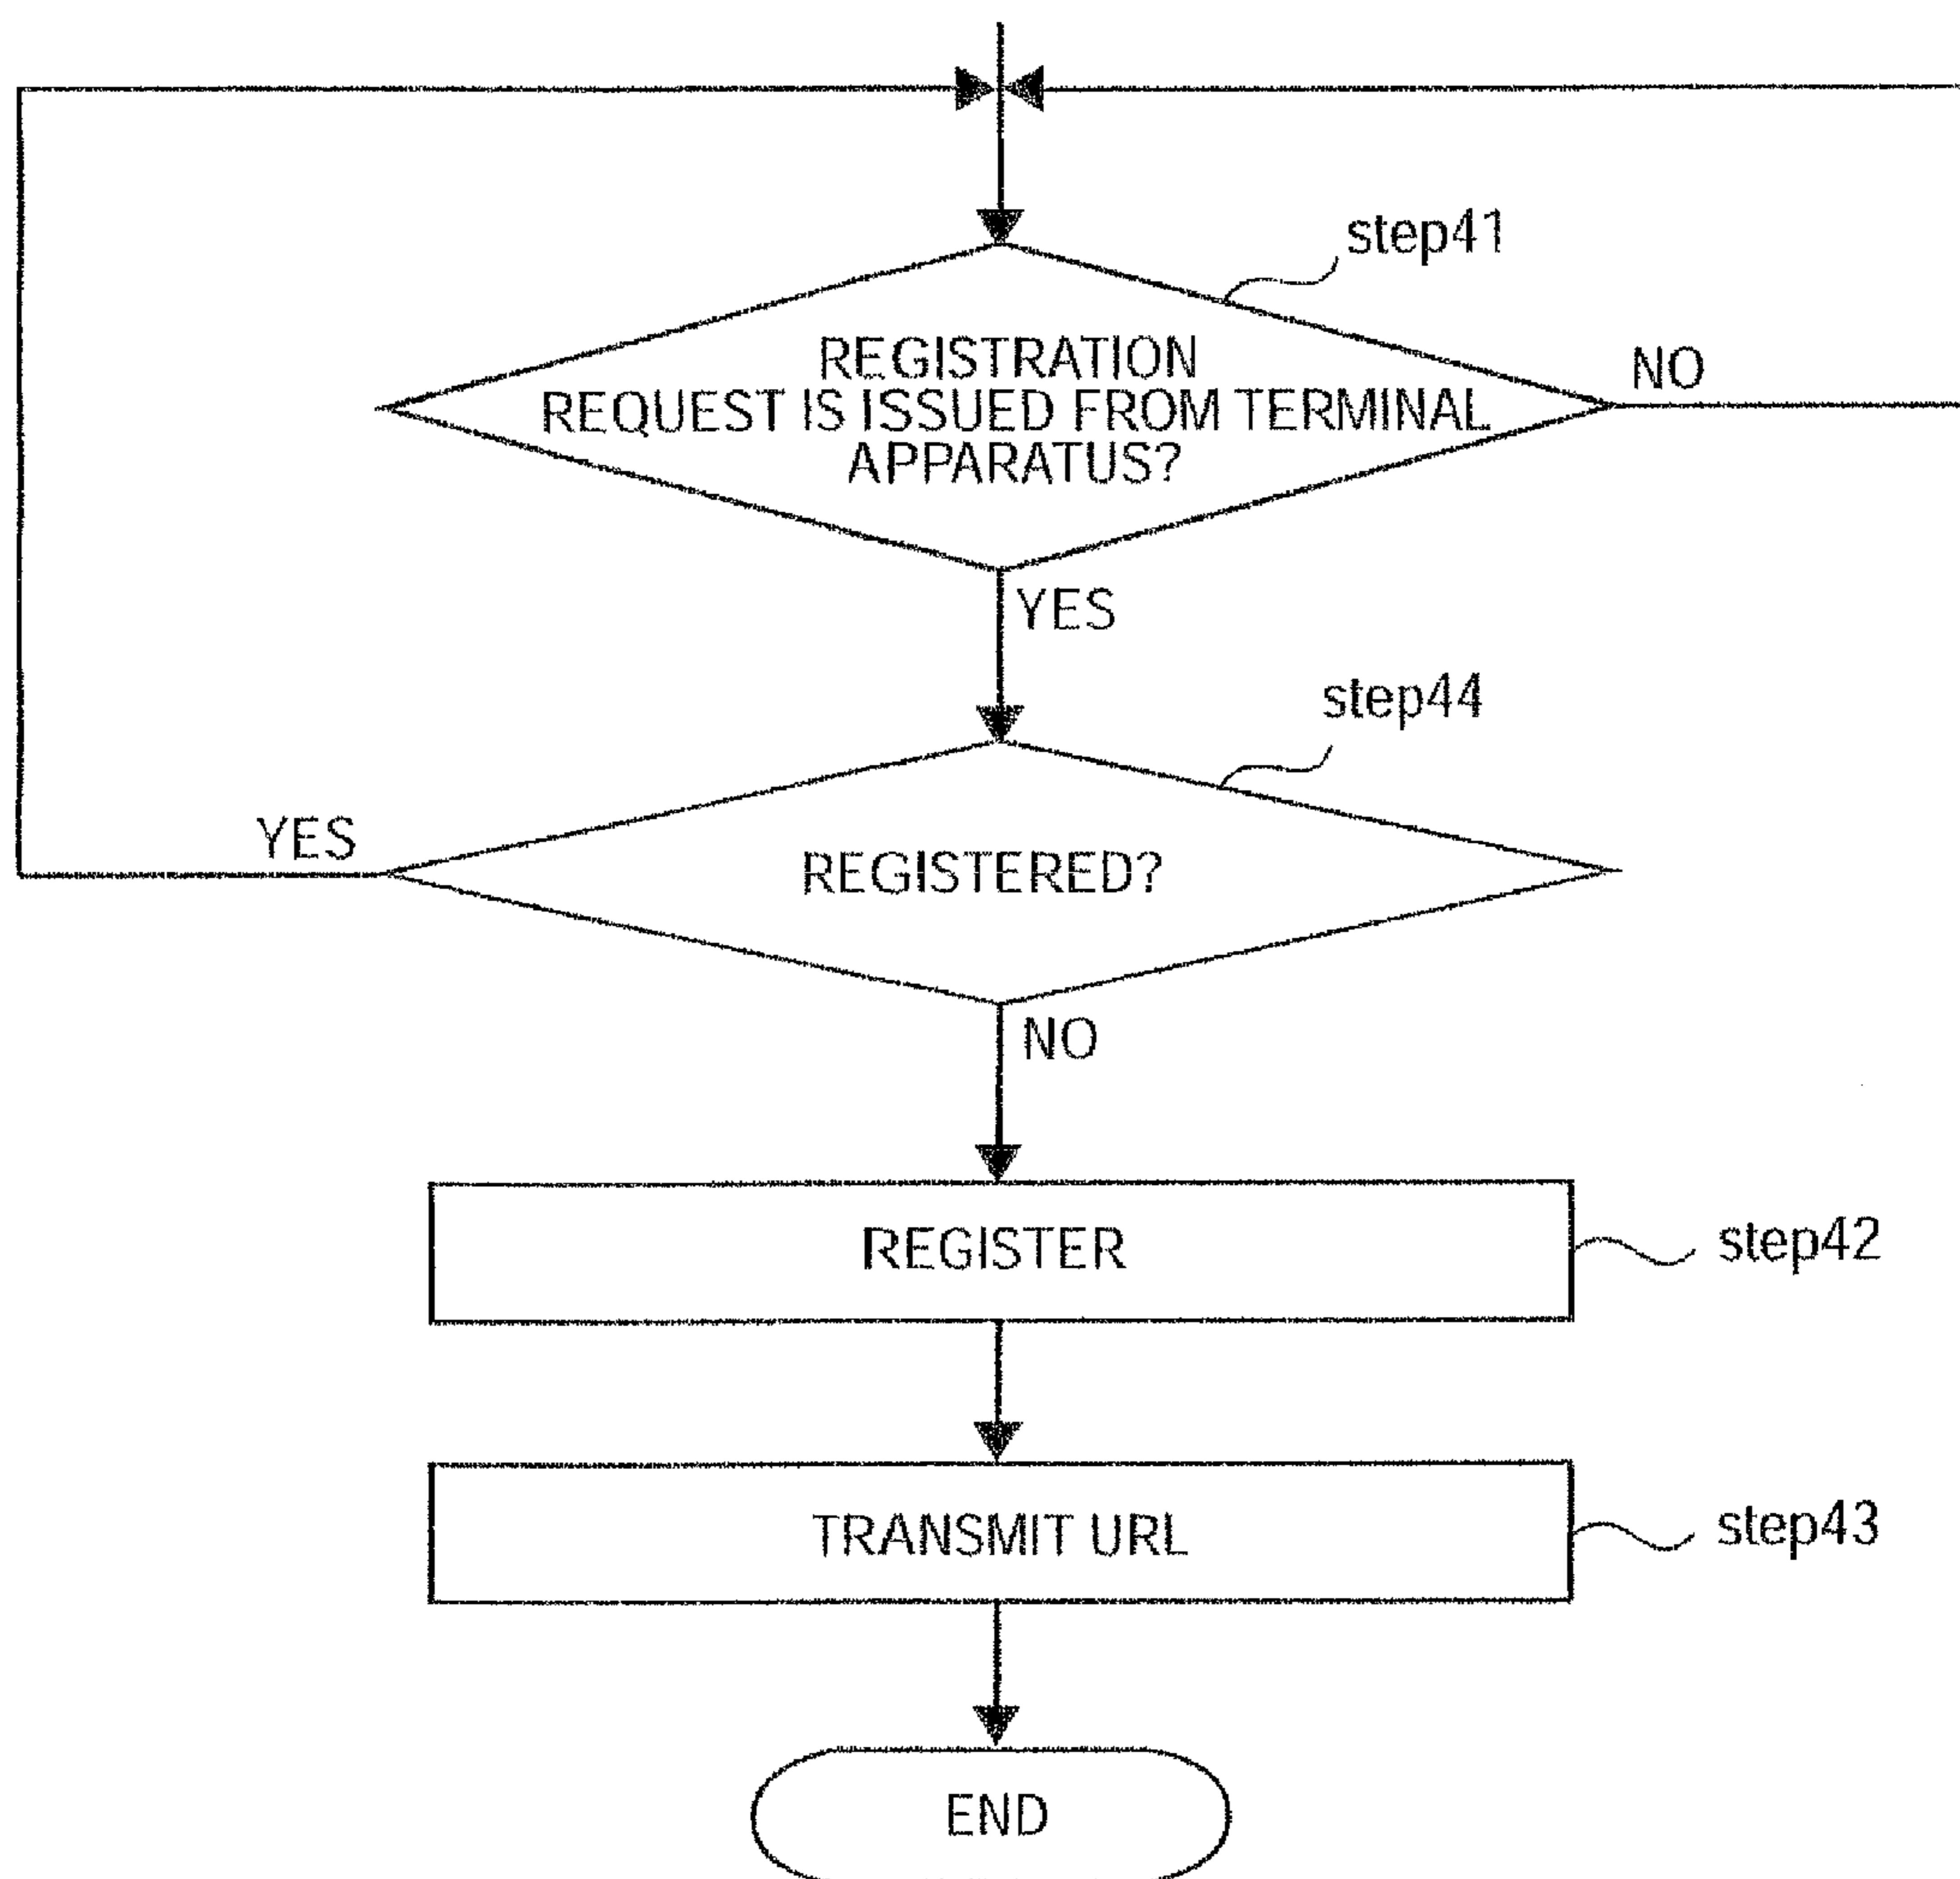 step41
REGISTRATION
REQUEST IS ISSUED FROM TERMINAL
APPARATUS?
NO
YES
step44
YES
REGISTERED?
NO
REGISTER
step42
TRANSMIT URL
step43
END